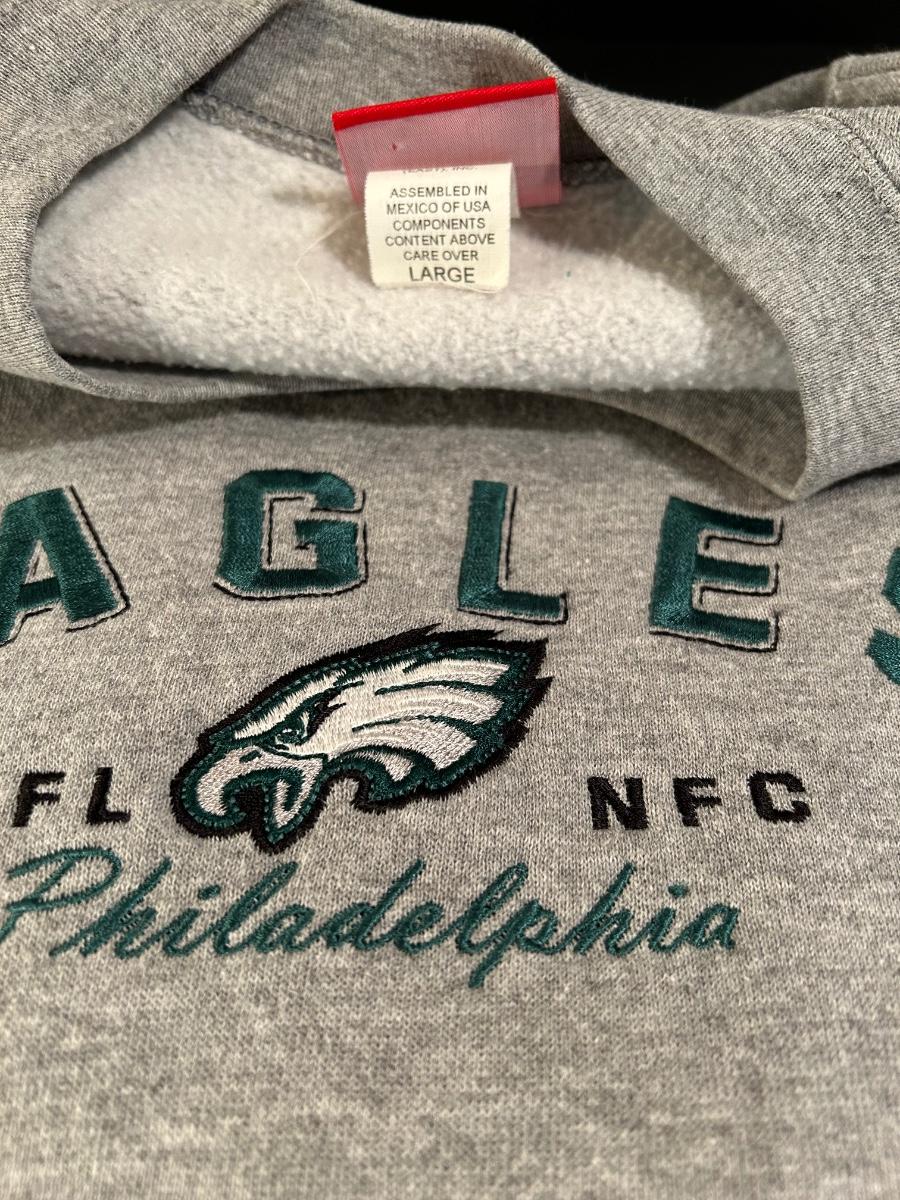 ASSEMBLED IN
MEXICO OF USA
COMPONENTS
CONTENT ABOVE
CARE OVER
LARGE
AGLES
FL NFC
Philadelphia